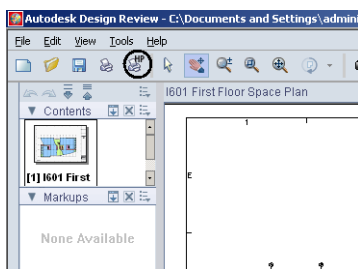 Autodesk Design Review - C:\Documents and Settings\admini
File Edit View Tools Help
HP
I601 First Floor Space Plan
Contents
[1] I601 First
Markups
None Available
1
E